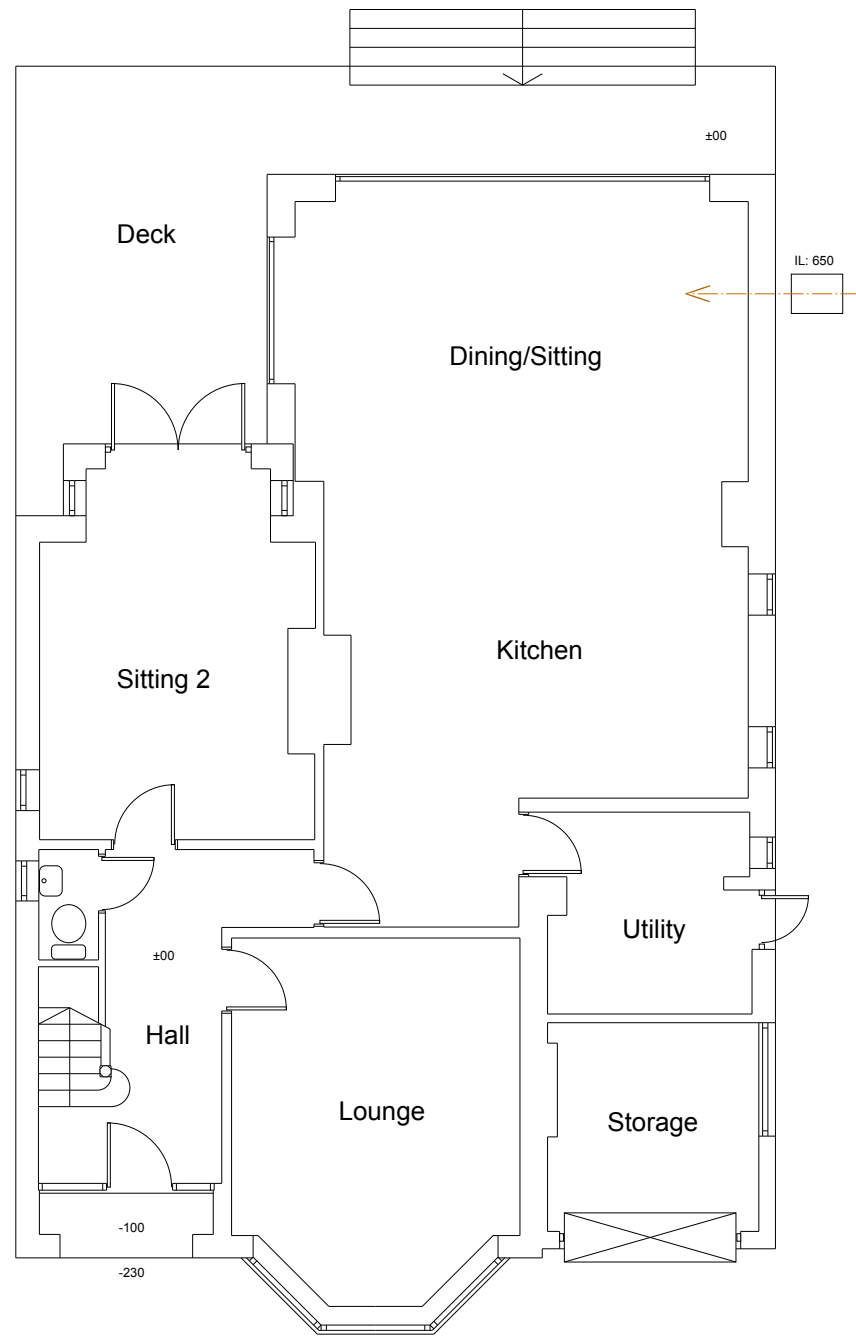 ±00
Deck
IL: 650
Dining/Sitting
Kitchen
Sitting 2
Utility
±00
Hall
Lounge
Storage
-100
-230